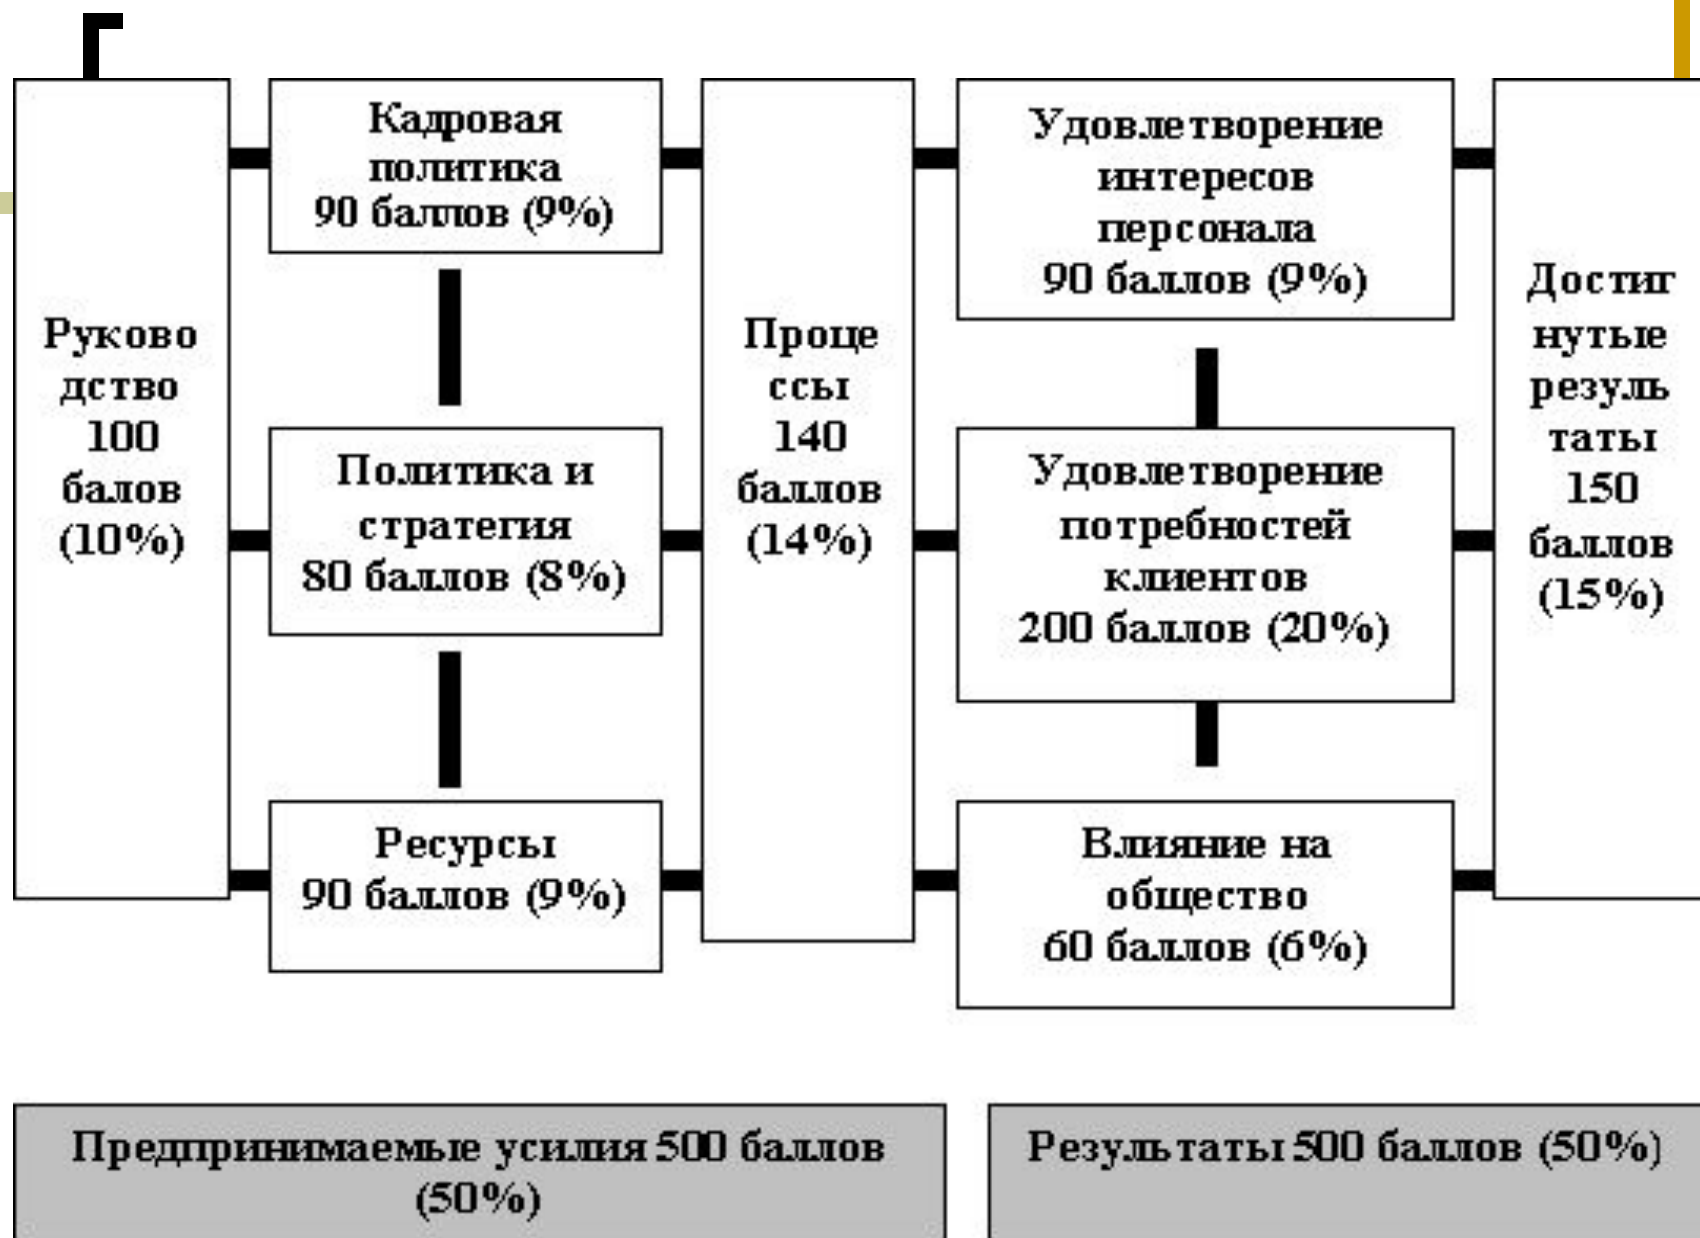 Руково
дство
100
балов
(10%)
Кадровая
политика
90 баллов (9%)
Политика и
стратегия
80 баллов (8%)
Ресурсы
90 баллов (9%)
Проце
ссы
140
баллов
(14%)
Удовлетворение
интересов
персонала
90 баллов (9%)
Удовлетворение
потребностей
клиентов
200 баллов (20%)
Влияние на
общество
60 баллов (6%)
Достиг
нутые
резуль
таты
150
баллов
(15%)
Предпринимаемые усилия 500 баллов
(50%)
Результаты 500 баллов (50%)